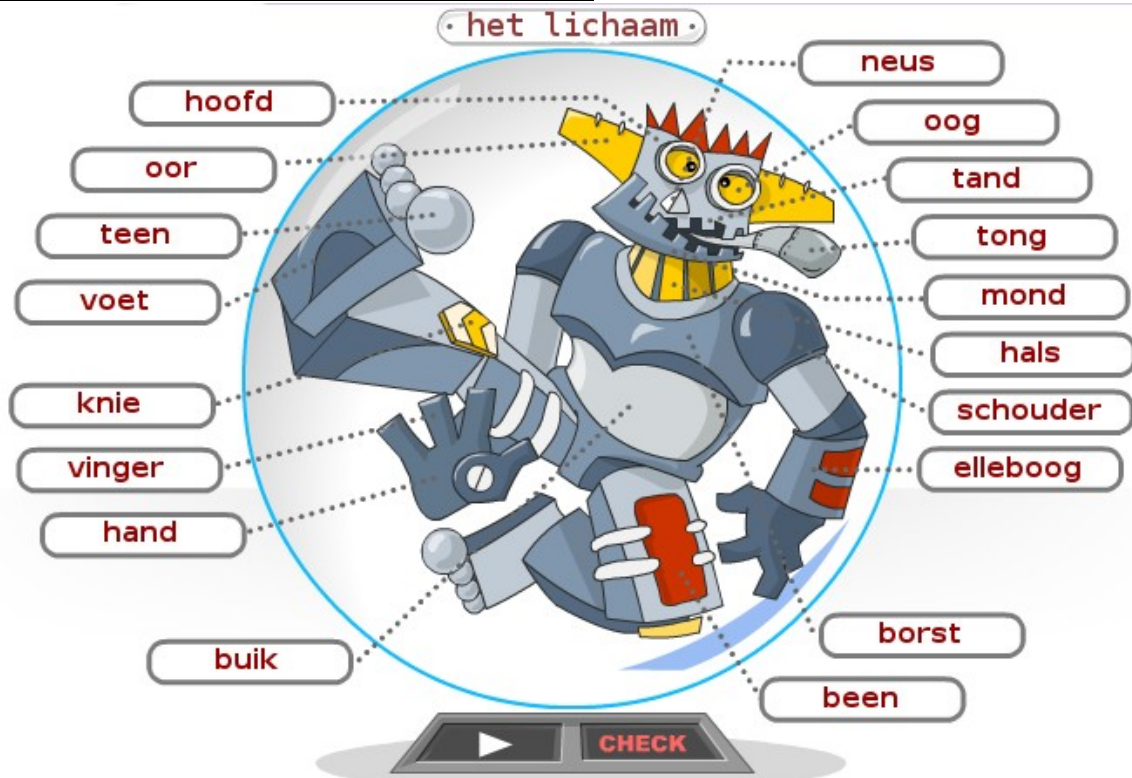 het lichaam
hoofd
oor
teen
voet
knie
vinger
hand
buik
neus
oog
tand
tong
mond
hals
schouder
elleboog
borst
been
CHECK